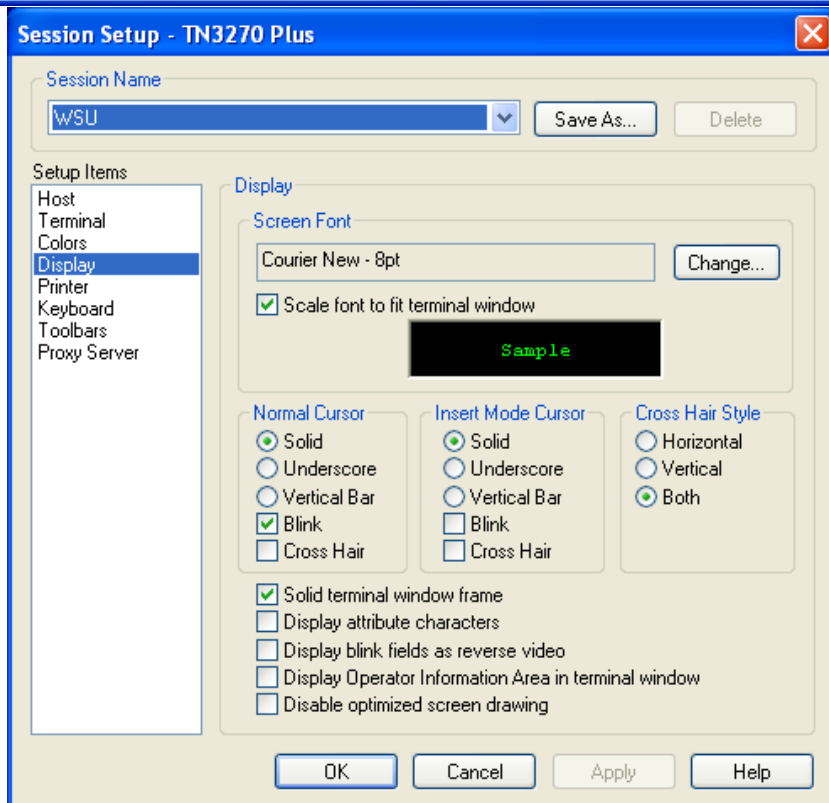 Session Setup - TN3270 Plus
Session Name
WSU
Save As...
Delete
Setup Items
Host
Terminal
Colors
Display
Printer
Keyboard
Toolbars
Proxy Server
Display
Screen Font
Courier New - 8pt
Change...
Scale font to fit terminal window
Sample
Normal Cursor
Solid
Underscore
Vertical Bar
Blink
Cross Hair
Insert Mode Cursor
Solid
Underscore
Vertical Bar
Blink
Cross Hair
Cross Hair Style
Horizontal
Vertical
Both
Solid terminal window frame
Display attribute characters
Display blink fields as reverse video
Display Operator Information Area in terminal window
Disable optimized screen drawing
OK
Cancel
Apply
Help